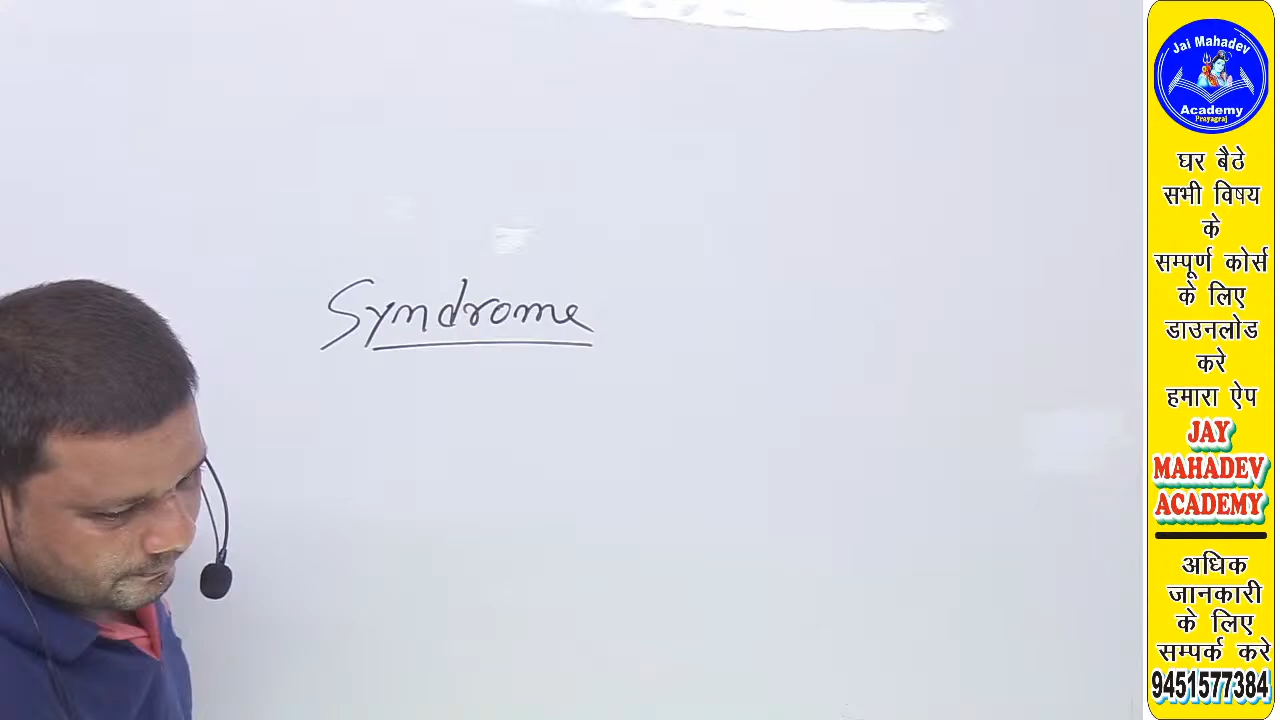 Syndrome
Jai Mahadev
Academy
Prayagraj
घर बैठे
सभी विषय
के
सम्पूर्ण कोर्स
के लिए
डाउनलोड
करे
हमारा ऐप
JAY
MAHADEV
ACADEMY
अधिक
जानकारी
के लिए
सम्पर्क करे
9451577384